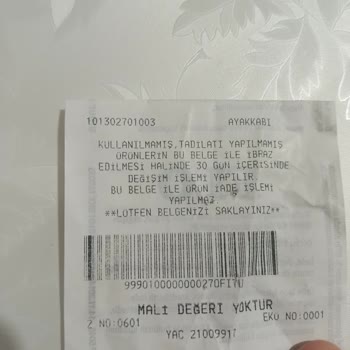 101302701003 AYAKKABI
KULLANILMAMIŞ,TADİLATI YAPILMAMIŞ
ÜRÜNLERİN BU BELGE İLE İBRAZ
EDİLMESİ HALİNDE 30 GÜN İÇERİSİNDE
DEĞİŞİM İŞLEMİ YAPILIR.
BU BELGE İLE ÜRÜN İADE İŞLEMİ
YAPILMAZ
**LÜTFEN BELGENİZİ SAKLAYINIZ**
MALİ DEĞERİ YOKTUR
Z NO:0601 EKÜ NO:0001